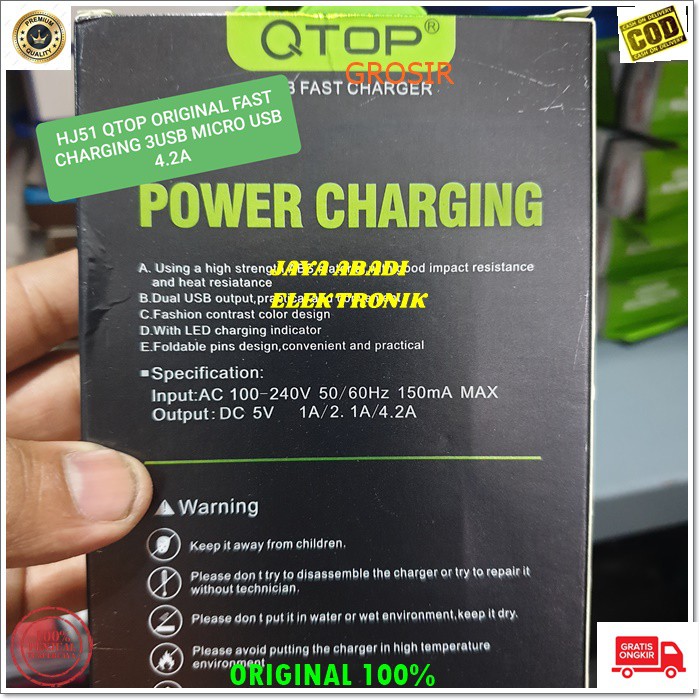 PREMIUM
QUALITY
QTOP®
GROSIR
CASH ON DELIVERY
COD
FAST CHARGER
HJ51 QTOP ORIGINAL FAST
CHARGING 3USB MICRO USB
4.2A
POWER CHARGING
JAYA ABADI
ELEKTRONIK
A. Using a high strength good impact resistance
and heat resiatance
B.Dual USB output,
C.Fashion contrast color design
D.With LED charging indicator
E.Foldable pins design,convenient and practical
Specification:
Input:AC 100-240V 50/60Hz 150mA MAX
Output:DC 5V 1A/2. 1A/4.2A
Warning
Keep it away from children.
Please don t try to disassemble the charger or try to repair it
without technician.
Please don t put it in water or wet environment,keep it dry.
Please avoid putting the charger in high temperature
environment
ORIGINAL 100%
100%
GRATIS
ONGKIR